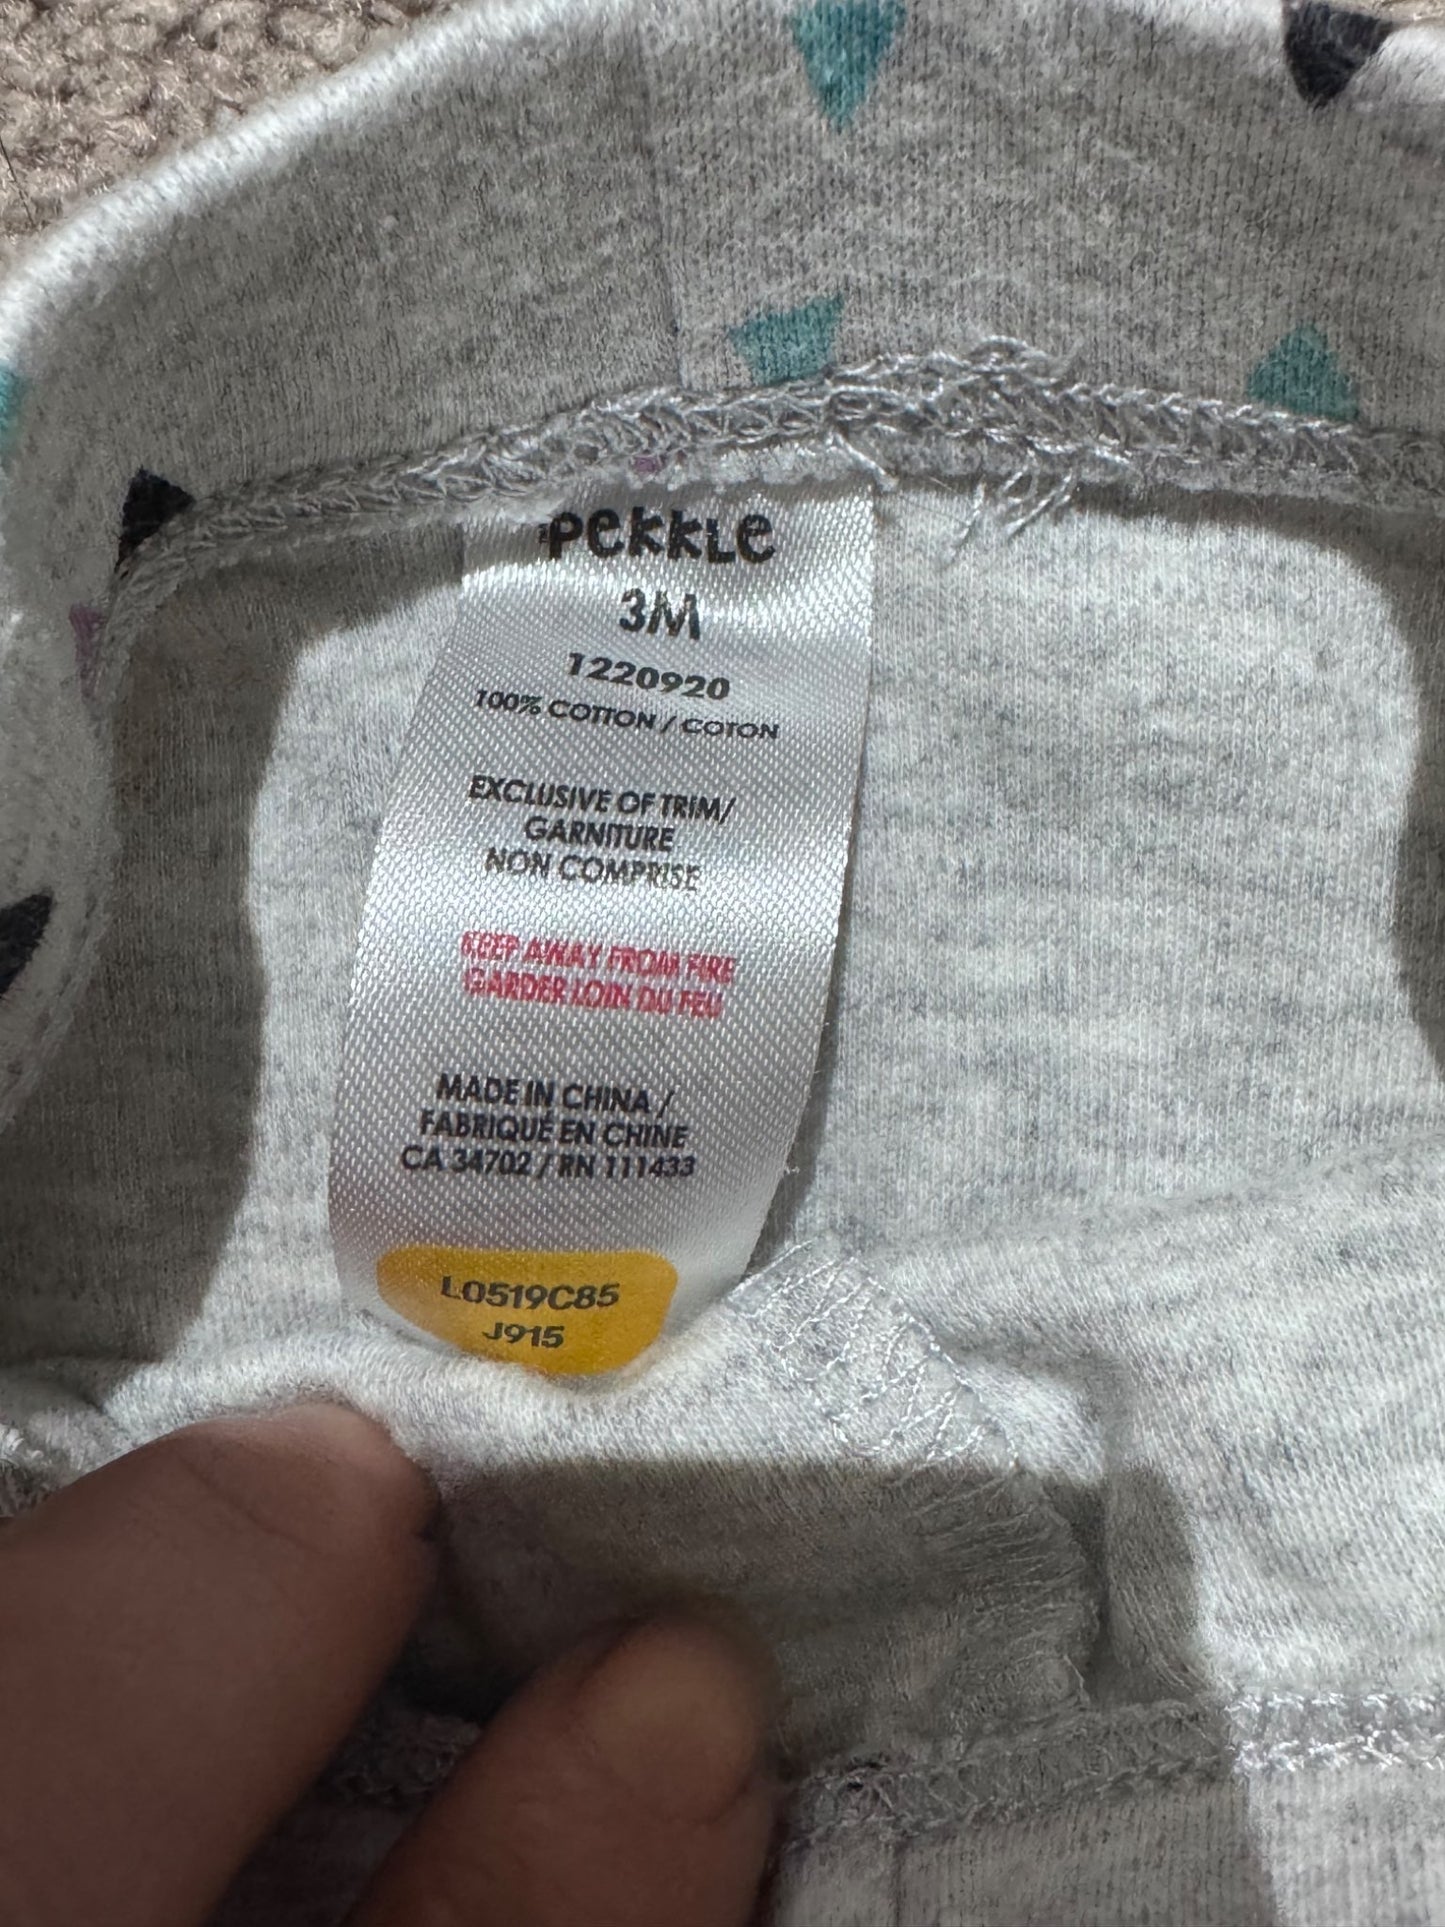 Pekkle
3M
1220920
100% COTTON / COTON
EXCLUSIVE OF TRIM/
GARNITURE
NON COMPRISE
KEEP AWAY FROM FIRE
GARDER LOIN DU FEU
MADE IN CHINA /
FABRIQUÉ EN CHINE
CA 34702 / RN 111433
L0519C85
J915